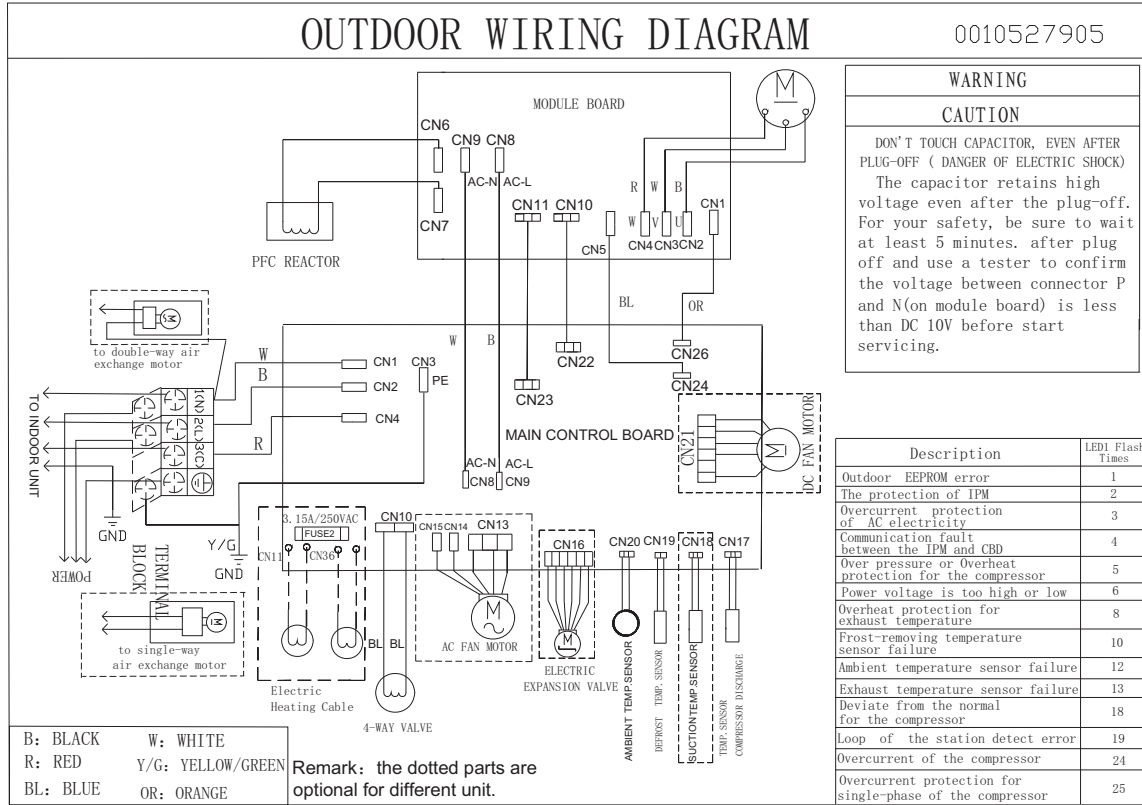 OUTDOOR WIRING DIAGRAM
0010527905
MODULE BOARD
M
CN6
CN9 CN8
AC-N AC-L
CN7
CN11 CN10
R W B
W V U
CN1
CN5
CN4 CN3 CN2
PFC REACTOR
BL
OR
W B
CN22
CN23
CN26
CN24
WARNING
CAUTION
DON'T TOUCH CAPACITOR, EVEN AFTER
PLUG-OFF ( DANGER OF ELECTRIC SHOCK)
The capacitor retains high
voltage even after the plug-off.
For your safety, be sure to wait
at least 5 minutes. after plug
off and use a tester to confirm
the voltage between connector P
and N(on module board) is less
than DC 10V before start
servicing.
M
to double-way air
exchange motor
W
B
R
CN1
CN2
CN4
CN3
PE
TO INDOOR UNIT
1(N) 2(L) 3(C)
GND
POWER
TERMINAL
BLOCK
Y/G
GND
M
to single-way
air exchange motor
MAIN CONTROL BOARD
CN21
M
DC FAN MOTOR
AC-N AC-L
CN8 CN9
3.15A/250VAC
FUSE2
CN11 CN36
Electric
Heating Cable
CN10
BL BL
4-WAY VALVE
CN15 CN14 CN13
M
AC FAN MOTOR
CN16
M
ELECTRIC
EXPANSION VALVE
CN20 CN19 CN18 CN17
AMBIENT TEMP.SENSOR
DEFROST TEMP. SENSOR
SUCTIONTEMP.SENSOR
TEMP. SENSOR
COMPRESSOR DISCHARGE
Description LED1 Flash
Times
Outdoor EEPROM error 1
The protection of IPM 2
Overcurrent protection
of AC electricity 3
Communication fault
between the IPM and CBD 4
Over pressure or Overheat
protection for the compressor 5
Power voltage is too high or low 6
Overheat protection for
exhaust temperature 8
Frost-removing temperature
sensor failure 10
Ambient temperature sensor failure 12
Exhaust temperature sensor failure 13
Deviate from the normal
for the compressor 18
Loop of the station detect error 19
Overcurrent of the compressor 24
Overcurrent protection for
single-phase of the compressor 25
B: BLACK W: WHITE
R: RED Y/G: YELLOW/GREEN
BL: BLUE OR: ORANGE
Remark: the dotted parts are
optional for different unit.